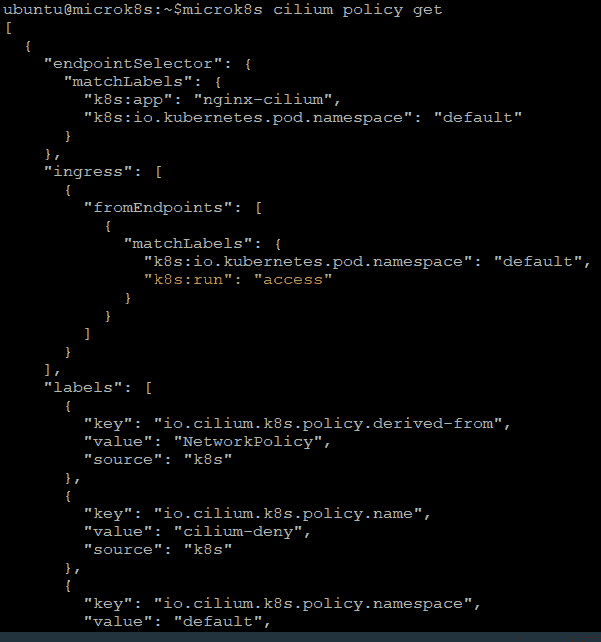 ubuntu@microk8s:~$microk8s cilium policy get
[
  {
    "endpointSelector": {
      "matchLabels": {
        "k8s:app": "nginx-cilium",
        "k8s:io.kubernetes.pod.namespace": "default"
      }
    },
    "ingress": [
      {
        "fromEndpoints": [
          {
            "matchLabels": {
              "k8s:io.kubernetes.pod.namespace": "default",
              "k8s:run": "access"
            }
          }
        ]
      }
    ],
    "labels": [
      {
        "key": "io.cilium.k8s.policy.derived-from",
        "value": "NetworkPolicy",
        "source": "k8s"
      },
      {
        "key": "io.cilium.k8s.policy.name",
        "value": "cilium-deny",
        "source": "k8s"
      },
      {
        "key": "io.cilium.k8s.policy.namespace",
        "value": "default",